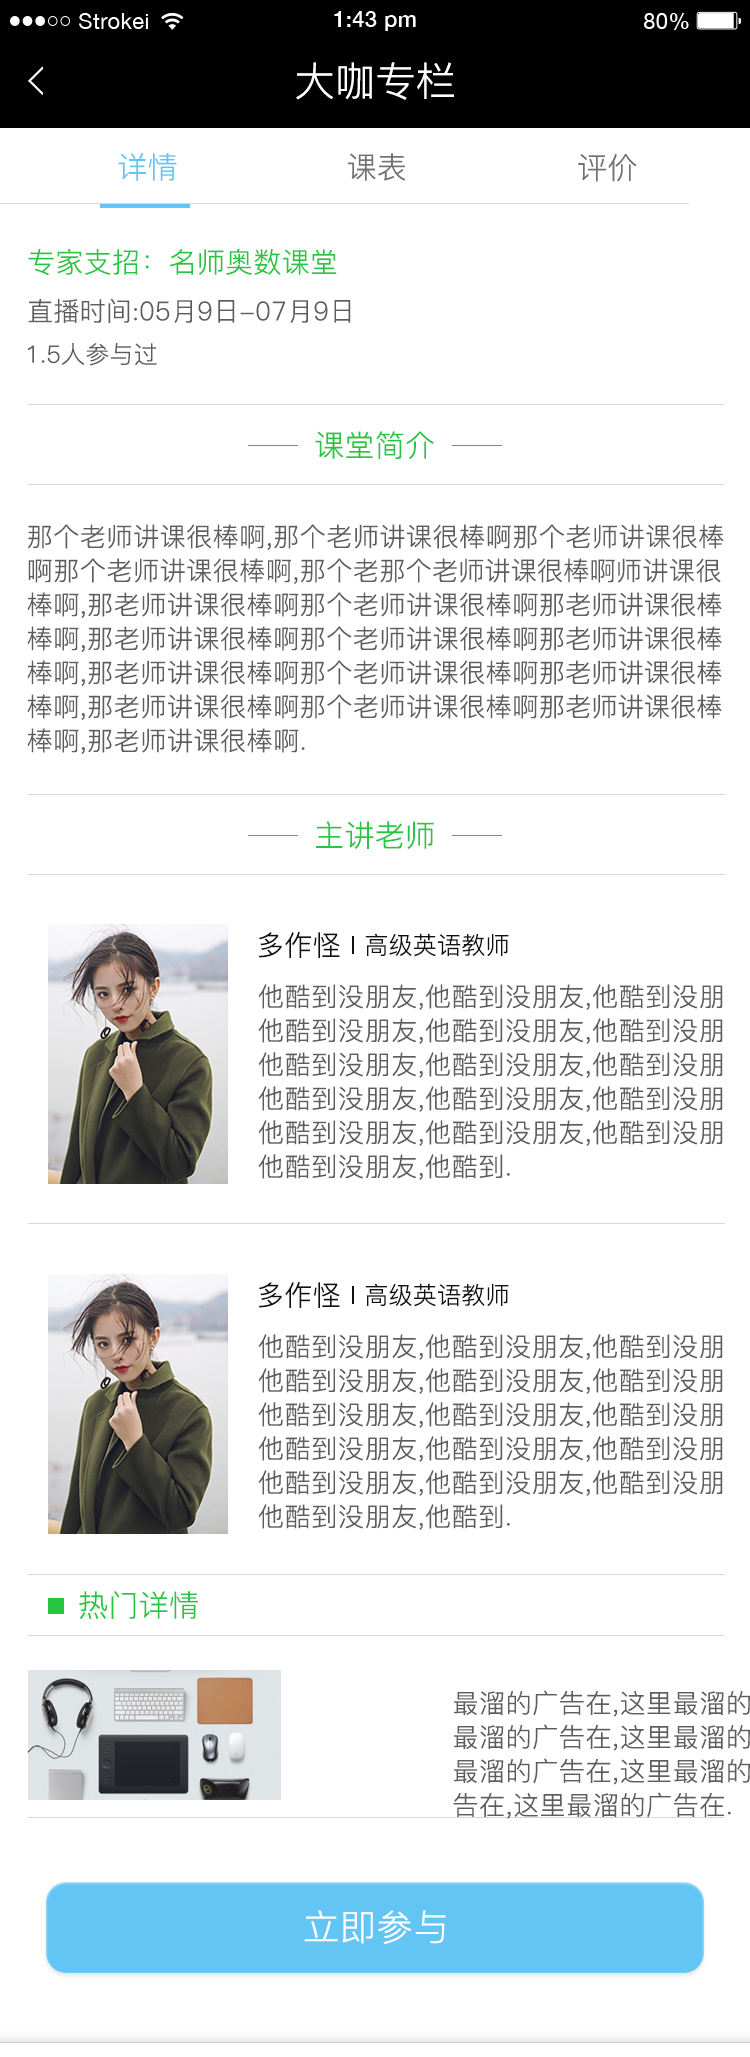 Strokei
1:43 pm
80%
大咖专栏
详情
课表
评价
专家支招：名师奥数课堂
直播时间:05月9日-07月9日
1.5人参与过
课堂简介
那个老师讲课很棒啊,那个老师讲课很棒啊那个老师讲课很棒
啊那个老师讲课很棒啊,那个老那个老师讲课很棒啊师讲课很
棒啊,那老师讲课很棒啊那个老师讲课很棒啊那老师讲课很棒
棒啊,那老师讲课很棒啊那个老师讲课很棒啊那老师讲课很棒
棒啊,那老师讲课很棒啊那个老师讲课很棒啊那老师讲课很棒
棒啊,那老师讲课很棒啊那个老师讲课很棒啊那老师讲课很棒
棒啊,那老师讲课很棒啊.
主讲老师
多作怪 I 高级英语教师
他酷到没朋友,他酷到没朋友,他酷到没朋
他酷到没朋友,他酷到没朋友,他酷到没朋
他酷到没朋友,他酷到没朋友,他酷到没朋
他酷到没朋友,他酷到没朋友,他酷到没朋
他酷到没朋友,他酷到没朋友,他酷到没朋
他酷到没朋友,他酷到.
多作怪 I 高级英语教师
他酷到没朋友,他酷到没朋友,他酷到没朋
他酷到没朋友,他酷到没朋友,他酷到没朋
他酷到没朋友,他酷到没朋友,他酷到没朋
他酷到没朋友,他酷到没朋友,他酷到没朋
他酷到没朋友,他酷到没朋友,他酷到没朋
他酷到没朋友,他酷到.
热门详情
最溜的广告在,这里最溜的
最溜的广告在,这里最溜的
最溜的广告在,这里最溜的
告在,这里最溜的广告在.
立即参与